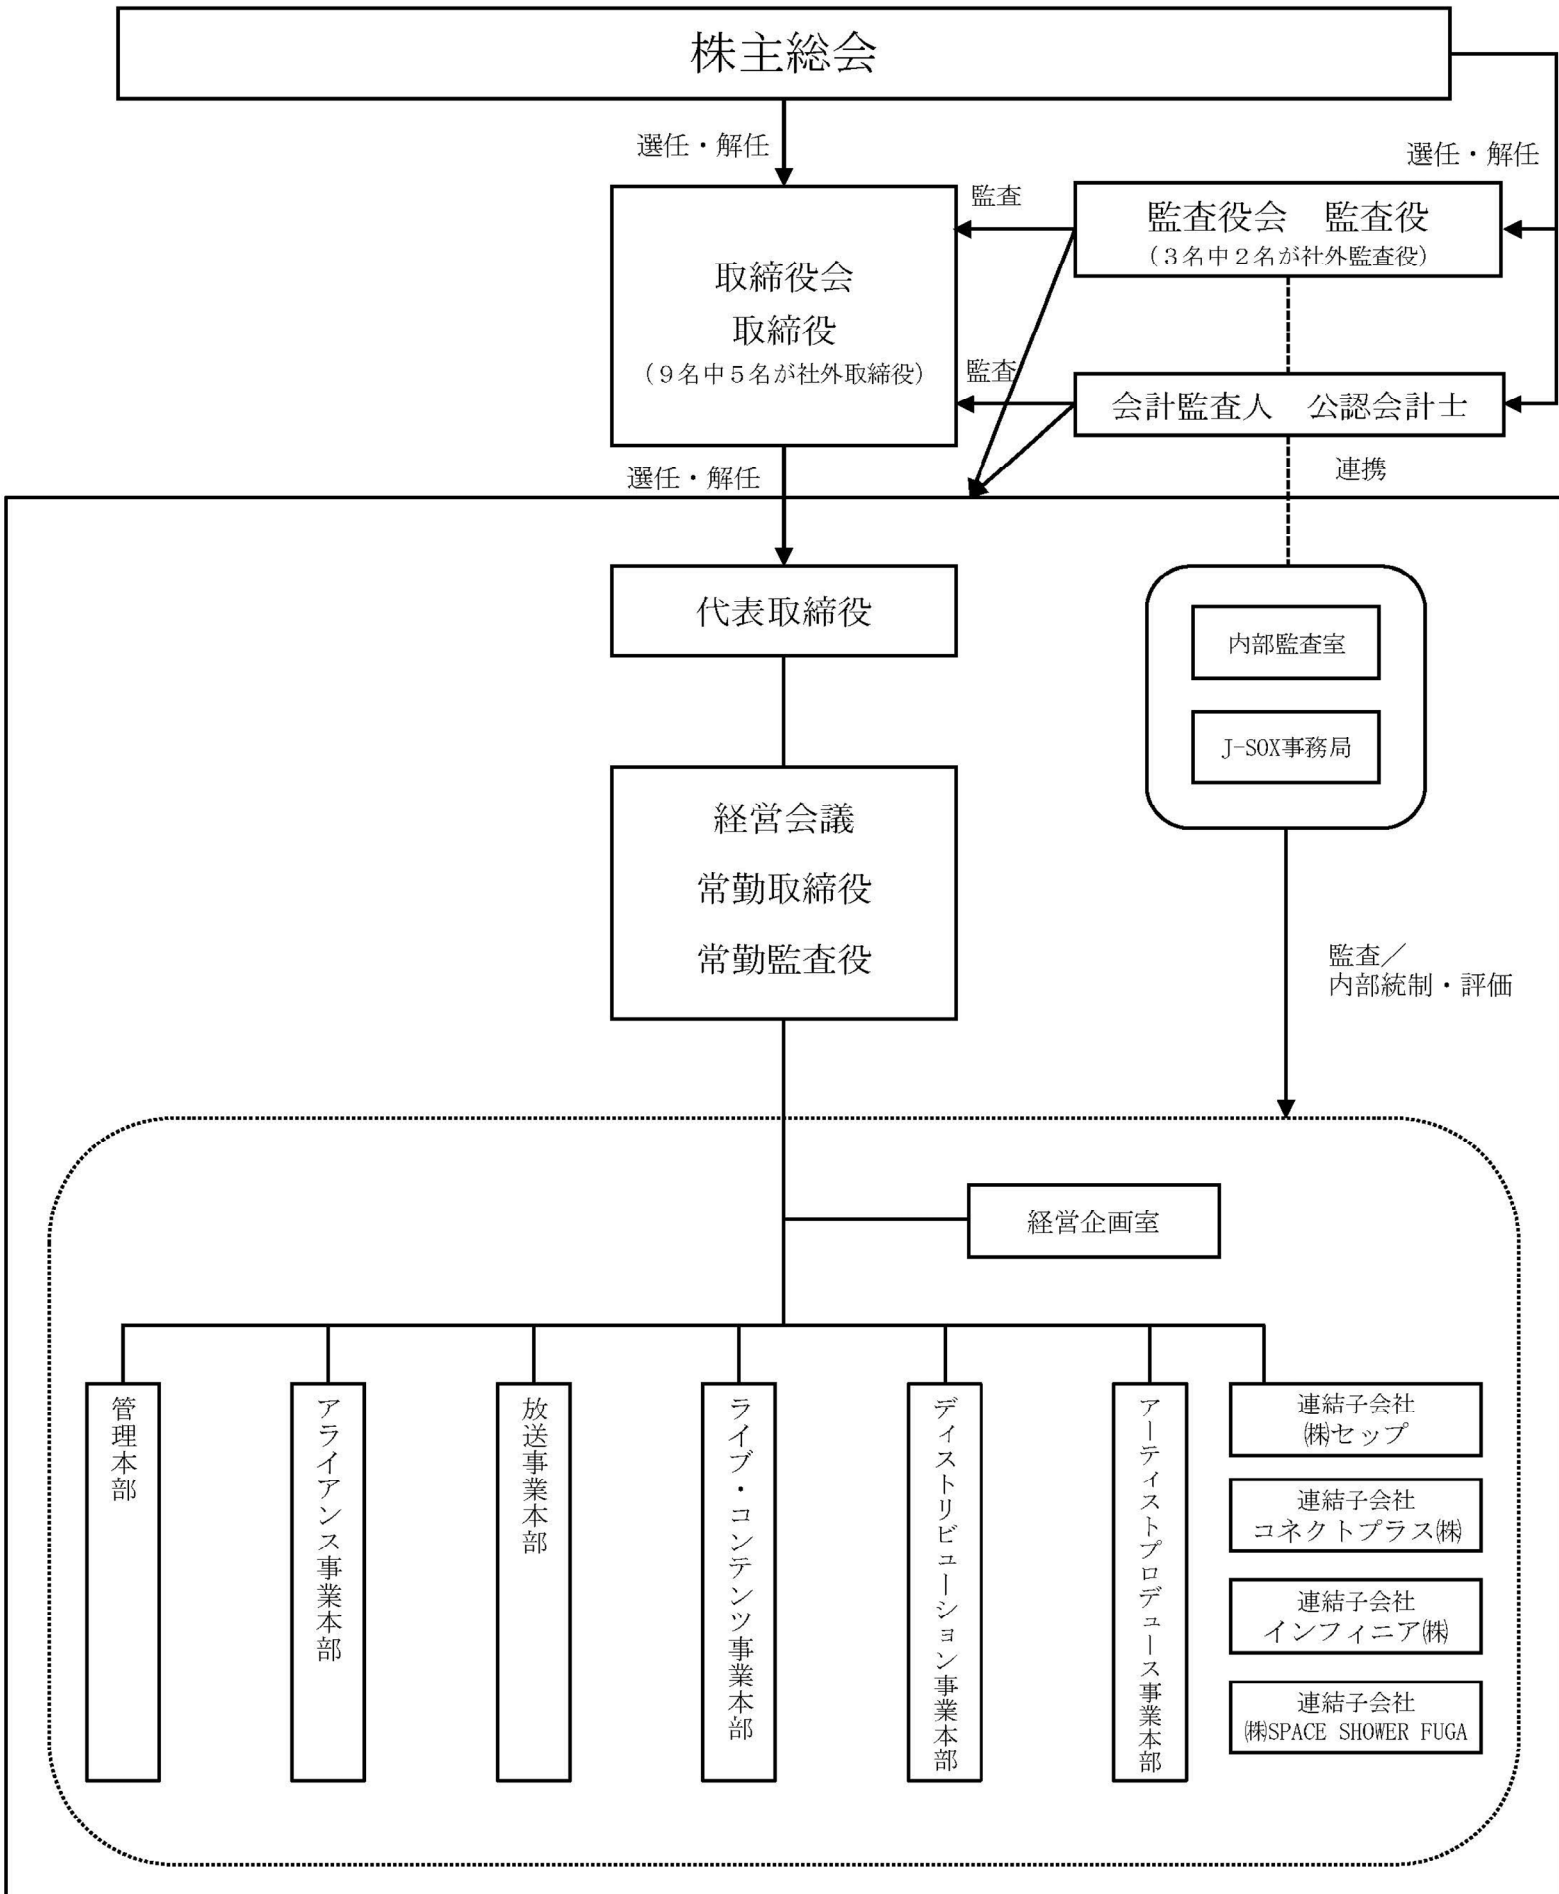 株主総会
選任・解任
選任・解任
監査
監査役会　監査役
（３名中２名が社外監査役）
取締役会
取締役
（９名中５名が社外取締役）
監査
会計監査人　公認会計士
連携
選任・解任
代表取締役
内部監査室
J-SOX事務局
経営会議
常勤取締役
常勤監査役
監査／
内部統制・評価
経営企画室
管理本部
アライアンス事業本部
放送事業本部
ライブ・コンテンツ事業本部
ディストリビューション事業本部
アーティストプロデュース事業本部
連結子会社
㈱セップ
連結子会社
コネクトプラス㈱
連結子会社
インフィニア㈱
連結子会社
㈱SPACE SHOWER FUGA